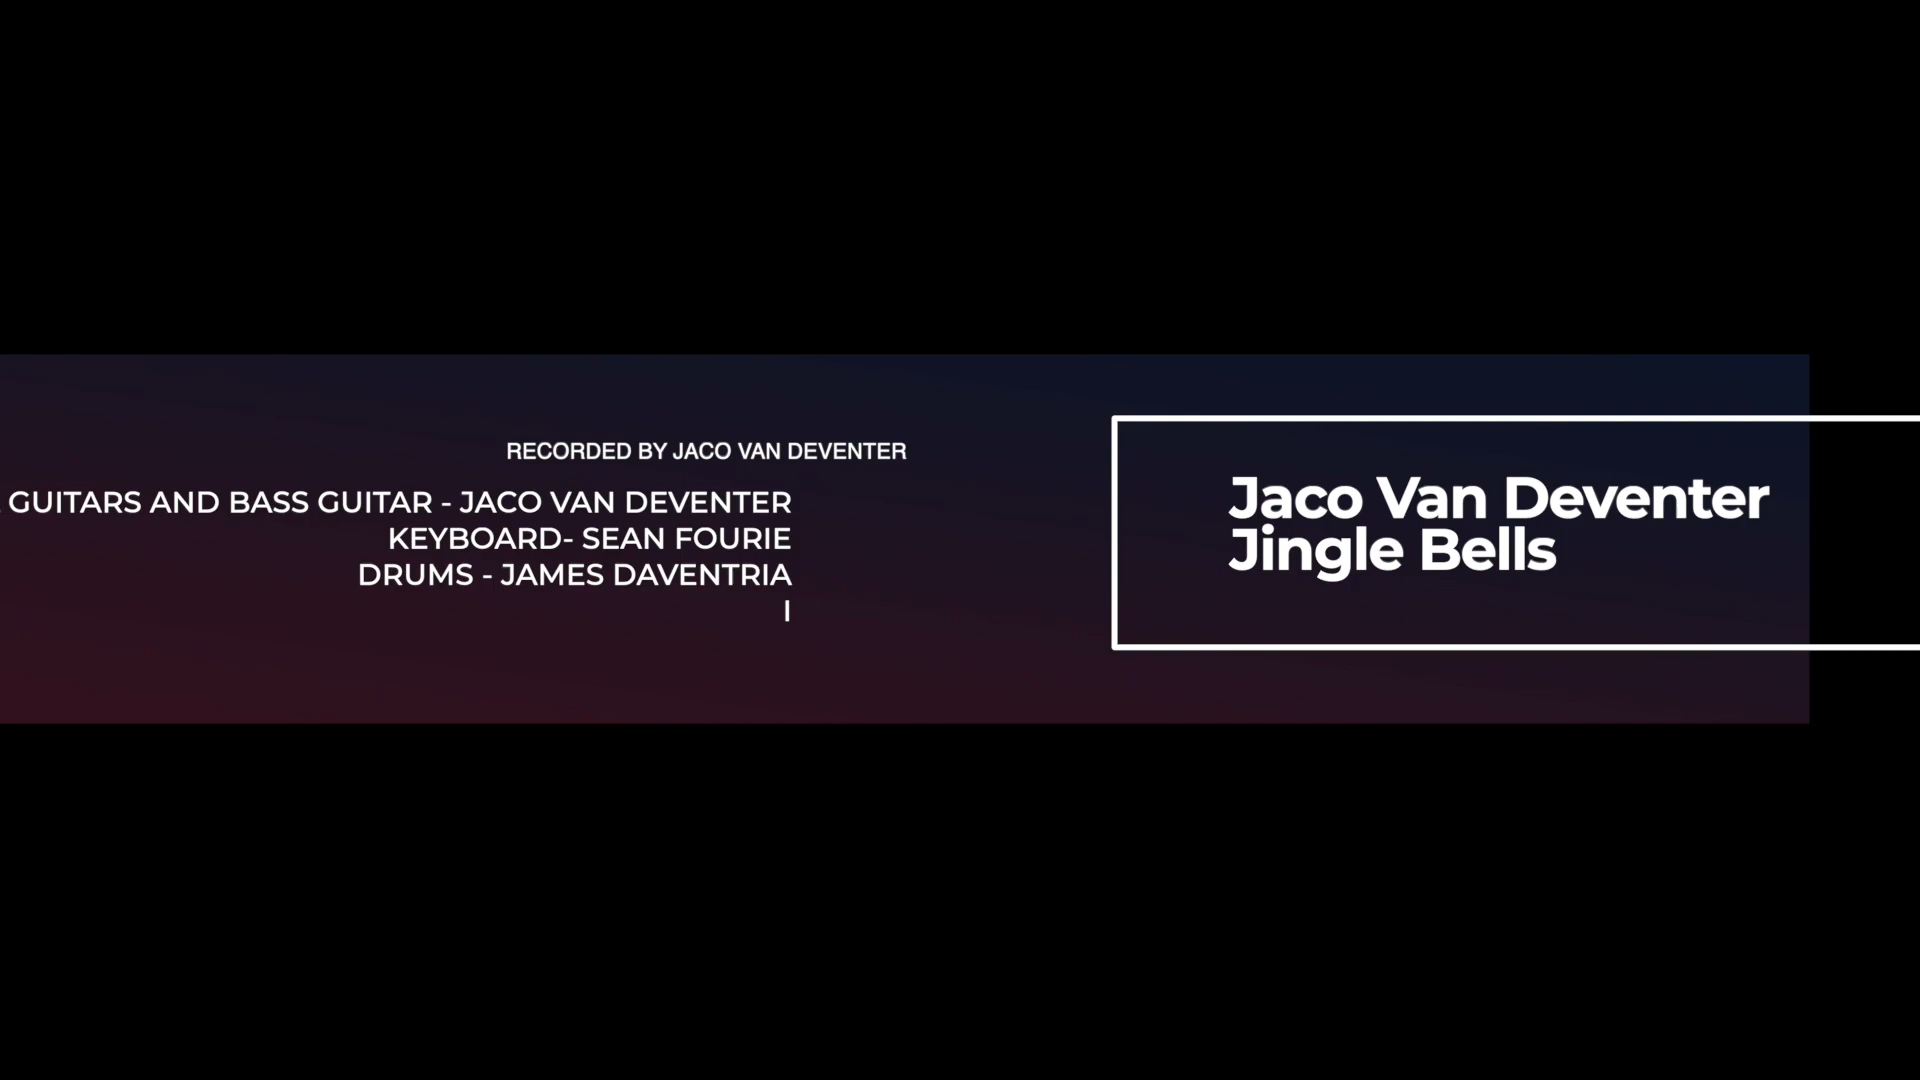 RECORDED BY JACO VAN DEVENTER
GUITARS AND BASS GUITAR - JACO VAN DEVENTER
KEYBOARD- SEAN FOURIE
DRUMS - JAMES DAVENTRIA
I
Jaco Van Deventer
Jingle Bells